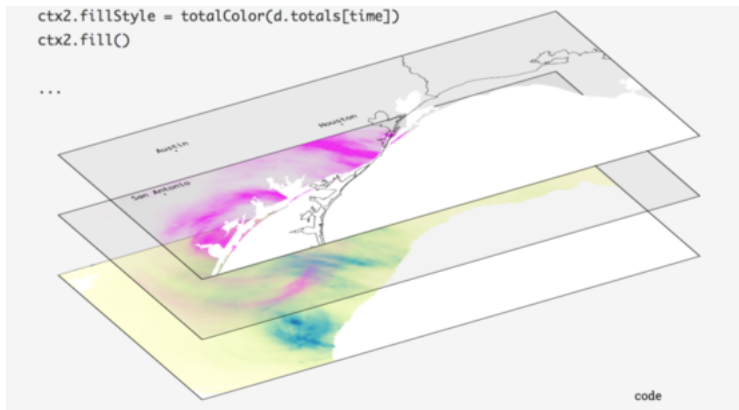 ctx2.fillStyle = totalColor(d.totals[time])
ctx2.fill()
...
Houston
Austin
San Antonio
code